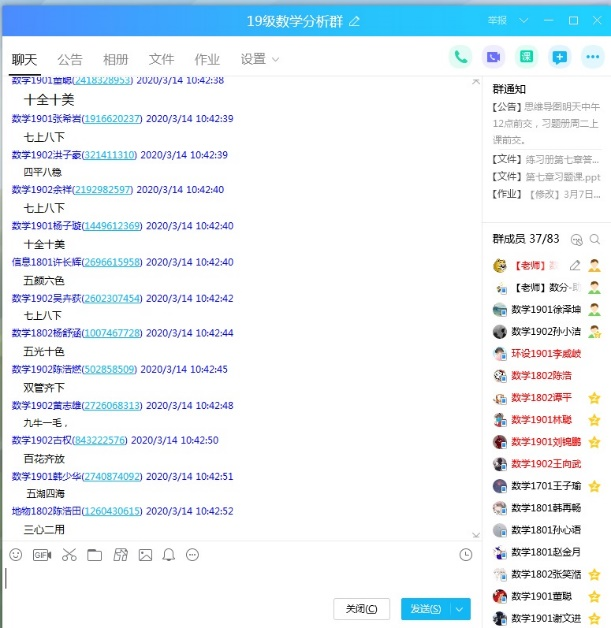 19级数学分析群
举报
聊天 公告 相册 文件 作业 设置
数学1901董聪(2418328953) 2020/3/14 10:42:38
十全十美
数学1901张希岩(1916620237) 2020/3/14 10:42:39
七上八下
数学1902洪子豪(321411310) 2020/3/14 10:42:39
四平八稳
数学1902余祥(2192982597) 2020/3/14 10:42:40
七上八下
数学1901杨子璇(1449612369) 2020/3/14 10:42:40
十全十美
信息1801许长辉(2696615958) 2020/3/14 10:42:40
五颜六色
数学1902吴卉荻(2602307454) 2020/3/14 10:42:42
七上八下
数学1802杨舒涵(1007467728) 2020/3/14 10:42:44
五光十色
数学1902陈浩燃(502858509) 2020/3/14 10:42:45
双管齐下
数学1902黄志雄(2726068313) 2020/3/14 10:42:48
九牛一毛，
数学1902古权(843222576) 2020/3/14 10:42:50
百花齐放
数学1901韩少华(2740874092) 2020/3/14 10:42:51
五湖四海
地物1802陈浩田(1260430615) 2020/3/14 10:42:52
三心二用
GIF
关闭(C) 发送(S)
课
群通知
【公告】思维导图明天中午
12点前交，习题册周二上
课前交。
【文件】练习册第七章答...
【文件】第七章习题课.ppt
【作业】【修改】3月7日...
群成员 37/83
【老师】
【老师】数分-
数学1901徐泽坤
数学1902孙小洁
环设1901李威峻
数学1802陈浩
数学1802谭平
数学1901林聪
数学1901刘锦鹏
数学1902王向武
数学1701王子瑜
数学1801韩再畅
数学1801孙心语
数学1801赵金月
数学1802张笑
数学1901董聪
数学1901谢文进